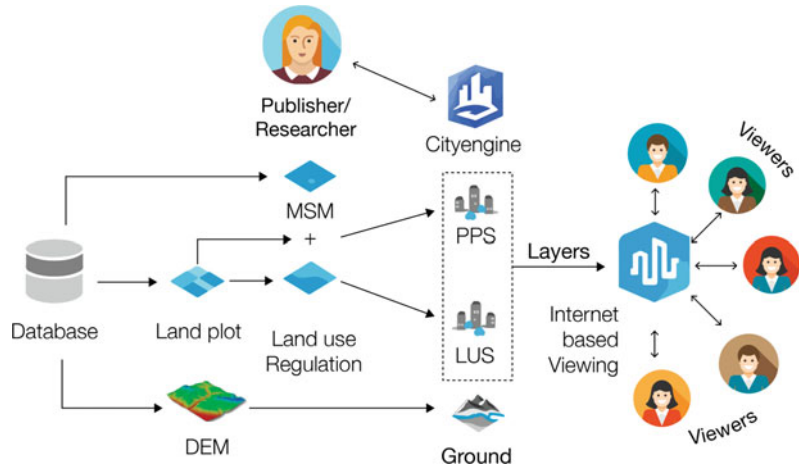 Publisher/
Researcher
Cityengine
Viewers
MSM
+
PPS
Layers
Database
Land plot
Land use
Regulation
LUS
Internet
based
Viewing
DEM
Ground
Viewers